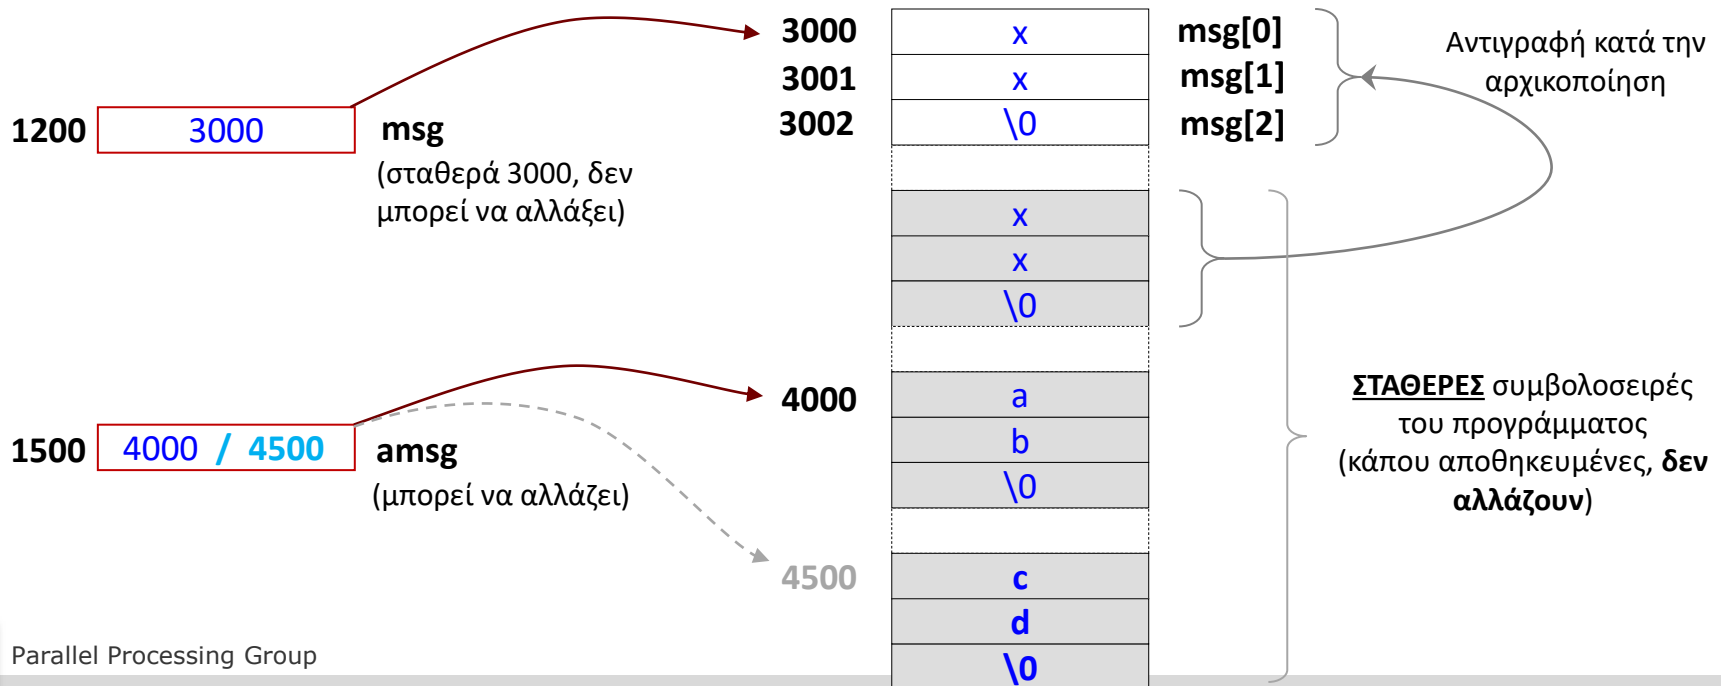 3000 x msg[0]
3001 x msg[1]
3002 \0 msg[2]
Αντιγραφή κατά την
αρχικοποίηση
1200 3000 msg
(σταθερά 3000, δεν
μπορεί να αλλάξει)
x
x
\0
4000 a
b
\0
1500 4000 / 4500 amsg
(μπορεί να αλλάζει)
ΣΤΑΘΕΡΕΣ συμβολοσειρές
του προγράμματος
(κάπου αποθηκευμένες, δεν
αλλάζουν)
4500 c
d
\0
Parallel Processing Group